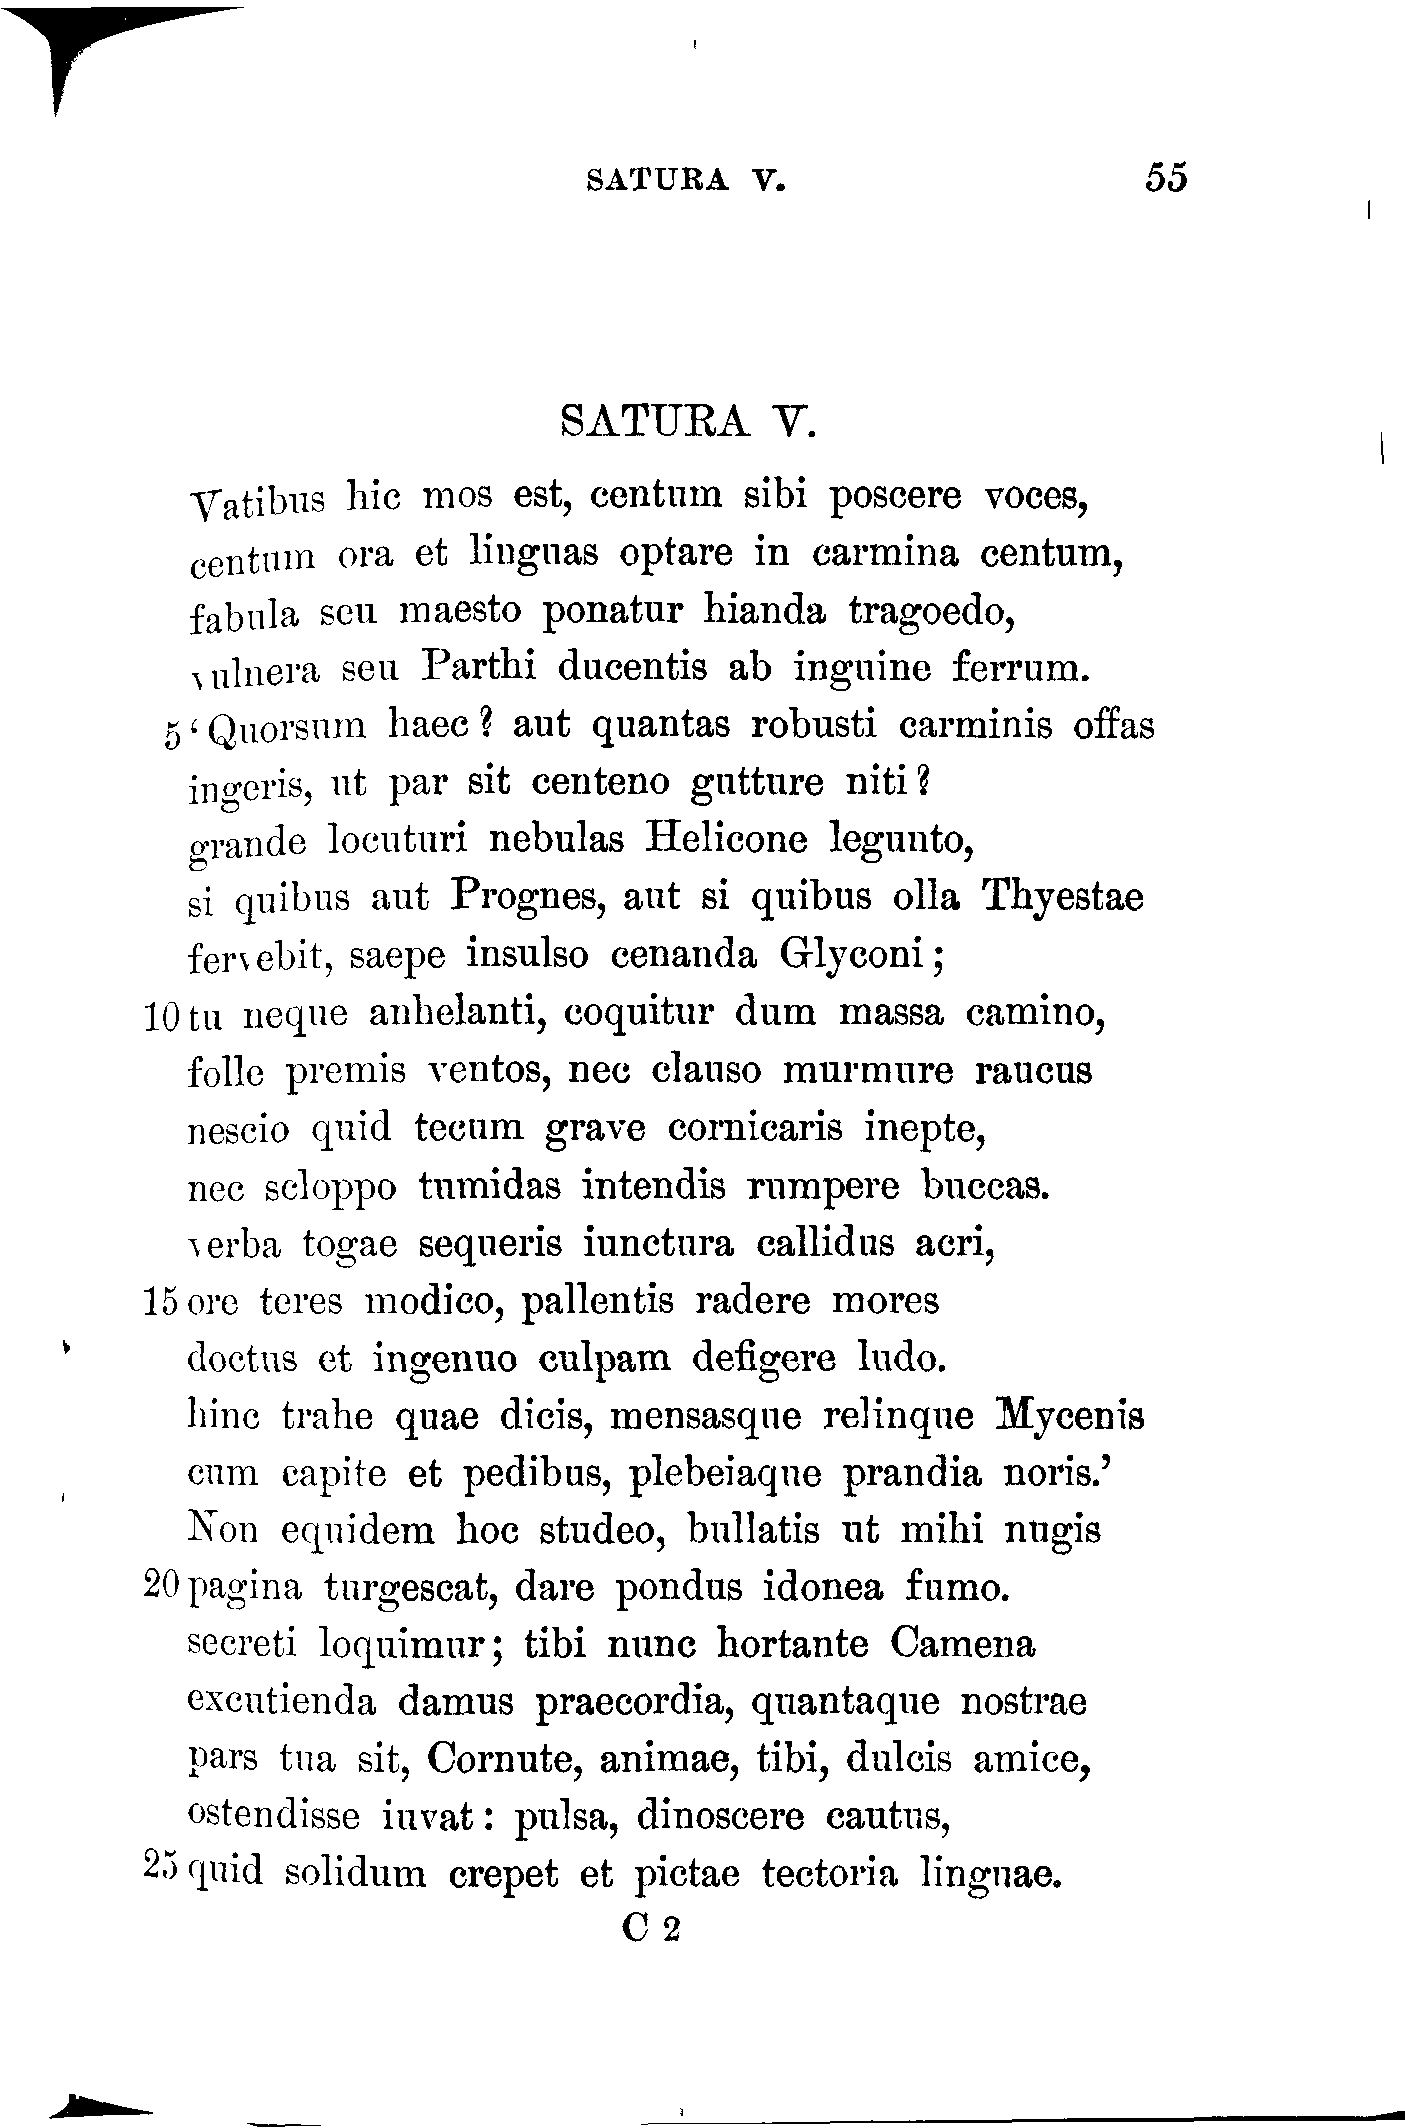 SATURA V. 55
SATURA V.
Vatibus hic mos est, centum sibi poscere voces,
centum ora et linguas optare in carmina centum,
fabula seu maesto ponatur hianda tragoedo,
vulnera seu Parthi ducentis ab inguine ferrum.
5 ‘Quorsum haec? aut quantas robusti carminis offas
ingeris, ut par sit centeno gutture niti?
grande locuturi nebulas Helicone legunto,
si quibus aut Prognes, aut si quibus olla Thyestae
fervebit, saepe insulso cenanda Glyconi;
10 tu neque anhelanti, coquitur dum massa camino,
folle premis ventos, nec clauso murmure raucus
nescio quid tecum grave cornicaris inepte,
nec scloppo tumidas intendis rumpere buccas.
verba togae sequeris iunctura callidus acri,
15 ore teres modico, pallentis radere mores
doctus et ingenuo culpam defigere ludo.
hinc trahe quae dicis, mensasque relinque Mycenis
cum capite et pedibus, plebeiaque prandia noris.’
Non equidem hoc studeo, bullatis ut mihi nugis
20 pagina turgescat, dare pondus idonea fumo.
secreti loquimur; tibi nunc hortante Camena
excutienda damus praecordia, quantaque nostrae
pars tua sit, Cornute, animae, tibi, dulcis amice,
ostendisse iuvat: pulsa, dinoscere cautus,
25 quid solidum crepet et pictae tectoria linguae.
C 2